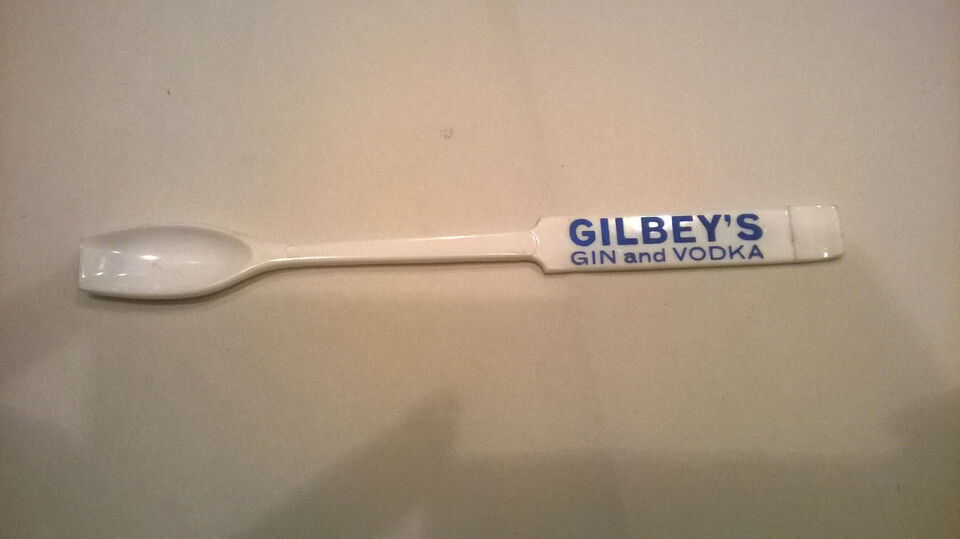 GILBEY'S
GIN and VODKA